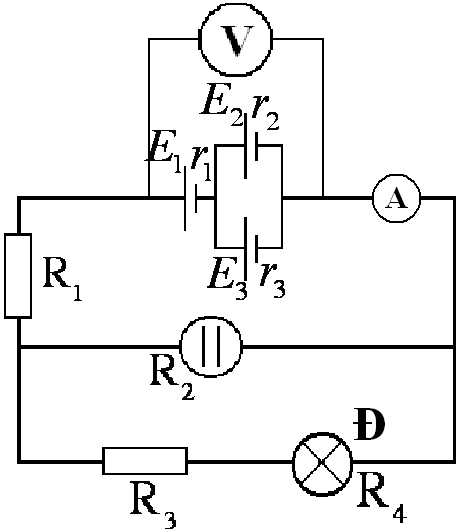 V
E₂ r₂
E₁ r₁
A
R₁
E₃ r₃
R₂
Đ
R₃
R₄